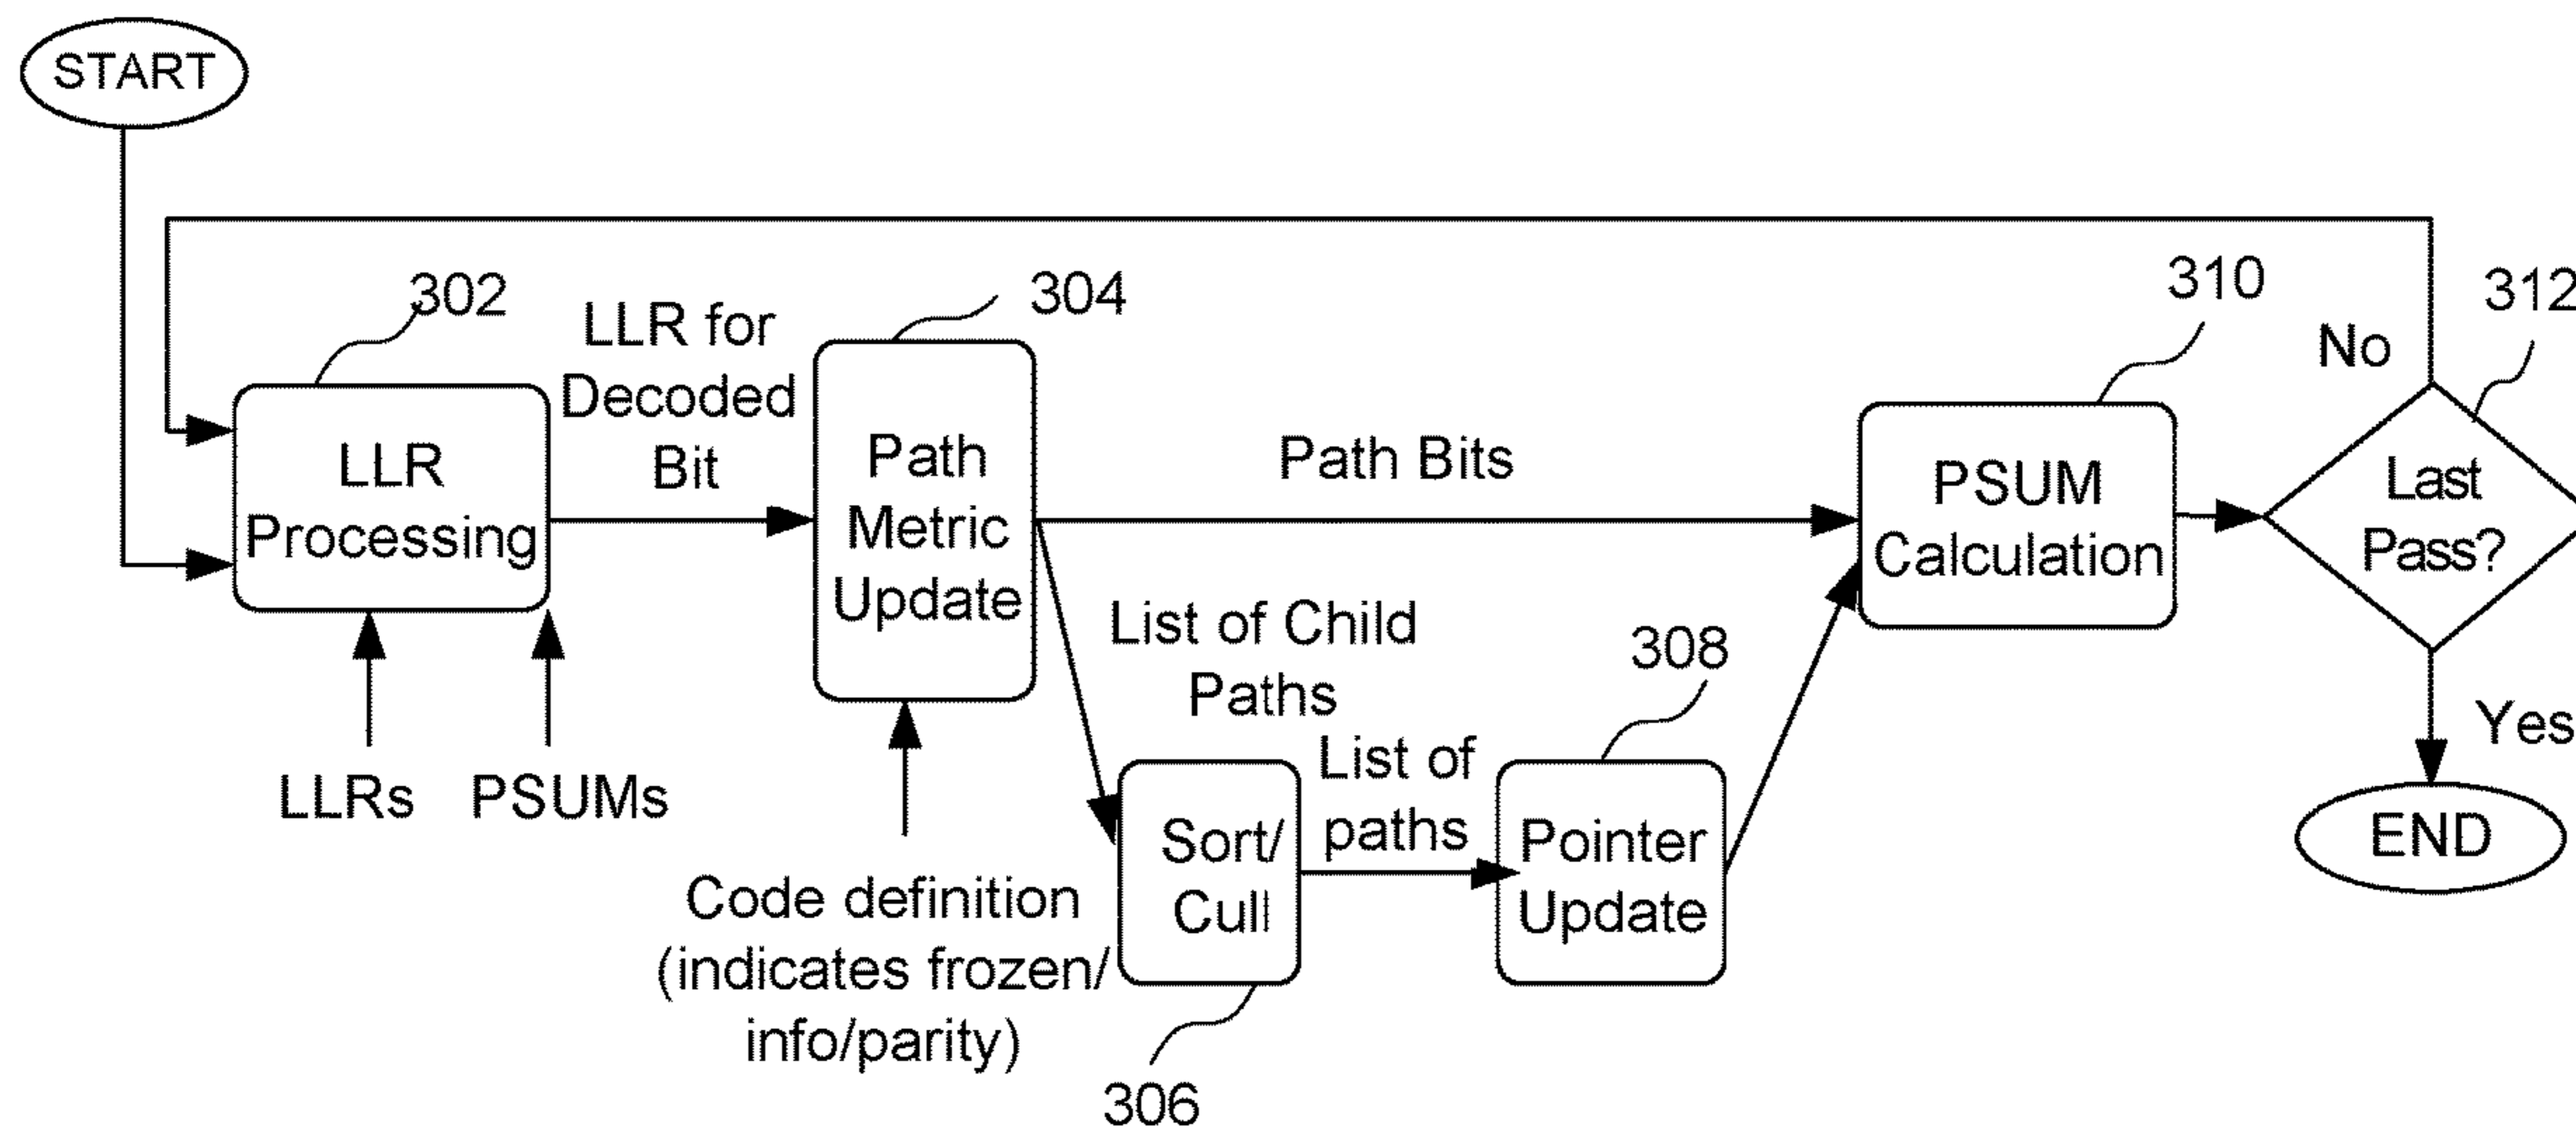 START
302
304
310
312
LLR for
Decoded
Bit
No
LLR
Processing
Path
Metric
Update
Path Bits
PSUM
Calculation
Last
Pass?
List of Child
Paths
308
Yes
LLRs
PSUMs
List of
paths
Sort/
Cull
Pointer
Update
END
Code definition
(indicates frozen/
info/parity)
306